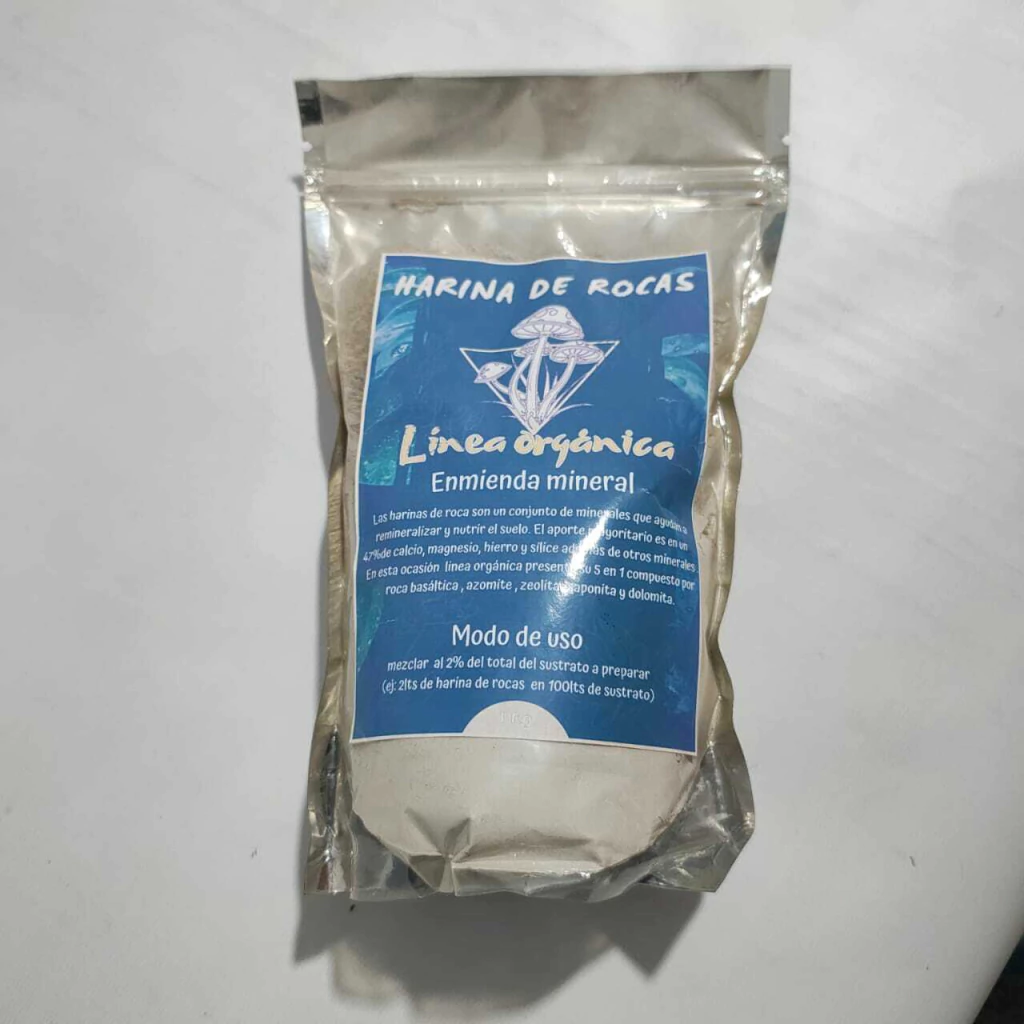 HARINA DE ROCAS
Línea orgánica
Enmienda mineral
Las harinas de roca son un conjunto de minerales que ayudan a
remineralizar y nutrir el suelo. El aporte mayoritario es en un
47%de calcio, magnesio, hierro y sílice además de otros minerales
En esta ocasión linea orgánica presenta su 5 en 1 compuesto por
roca basáltica , azomite , zeolita, saponita y dolomita.
Modo de uso
mezclar al 2% del total del sustrato a preparar
(ej: 2lts de harina de rocas en 100lts de sustrato)